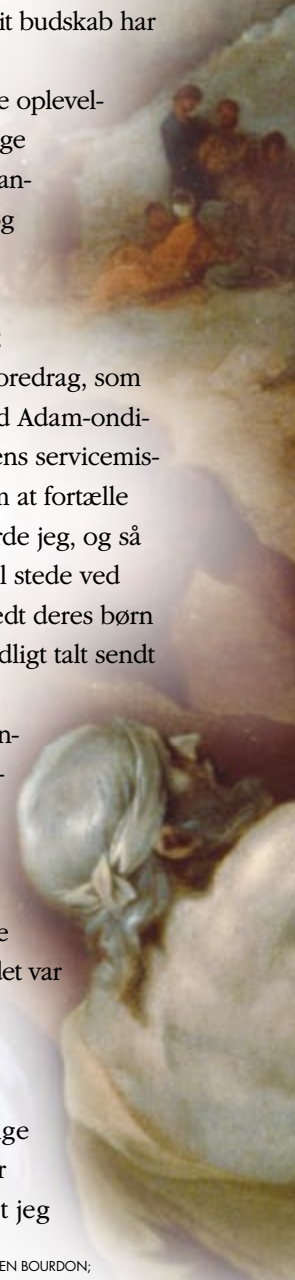 it budskab har
e oplevel-
ge
an-
og
oredrag, som
d Adam-ondi-
ens servicemis-
n at fortælle
rde jeg, og så
l stede ved
edt deres børn
dligt talt sendt
n-
-
e
det var
ge
r
t jeg
EN BOURDON;